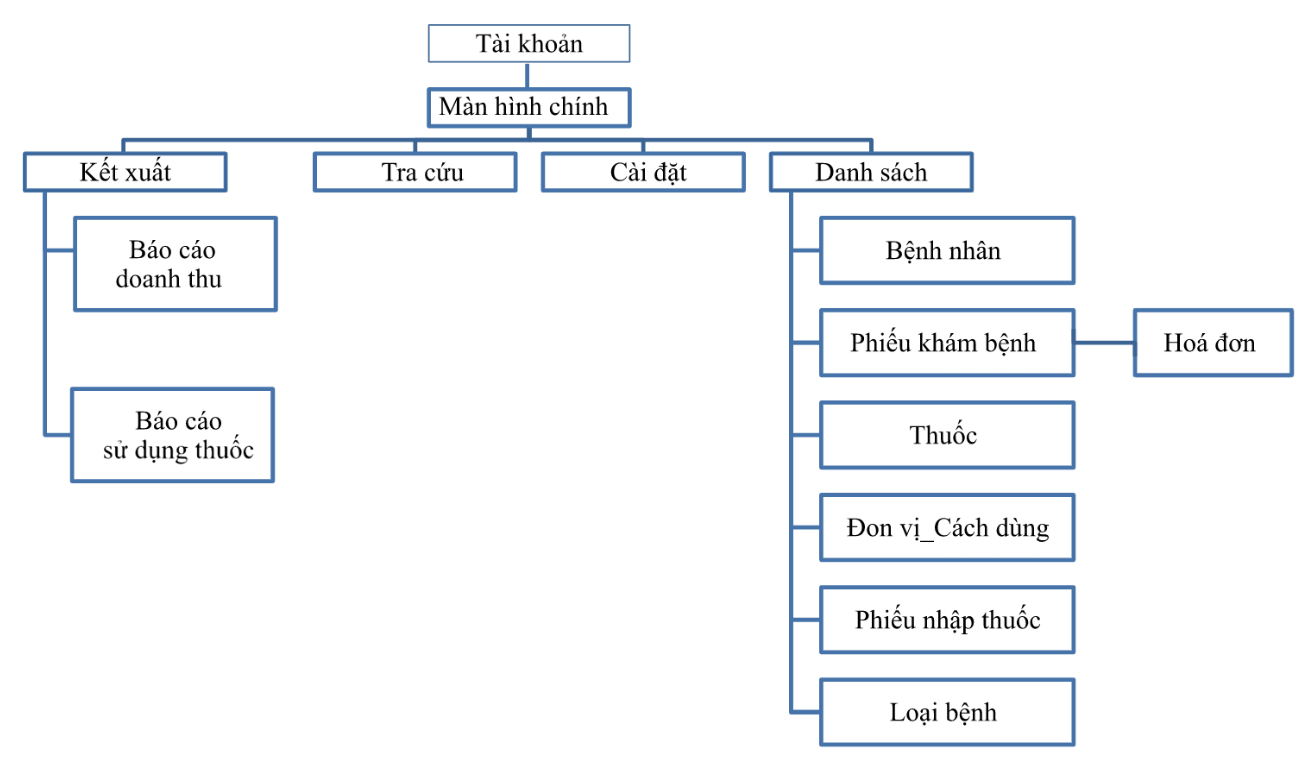 Tài khoản
Màn hình chính
Kết xuất
Tra cứu
Cài đặt
Danh sách
Báo cáo
doanh thu
Báo cáo
sử dụng thuốc
Bệnh nhân
Phiếu khám bệnh
Hoá đơn
Thuốc
Đon vị_Cách dùng
Phiếu nhập thuốc
Loại bệnh